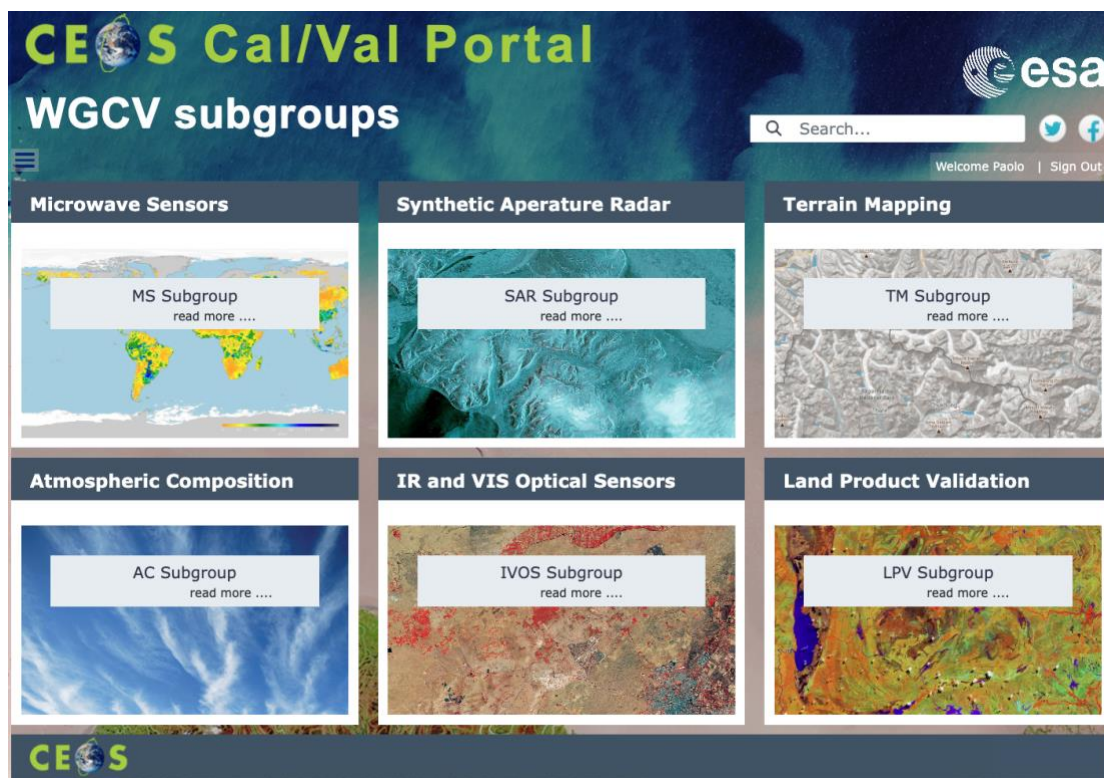 CEOS Cal/Val Portal
esa
WGCV subgroups
Search...
Welcome Paolo | Sign Out
Microwave Sensors
Synthetic Aperature Radar
Terrain Mapping
MS Subgroup
read more ....
SAR Subgroup
read more ....
TM Subgroup
read more ....
Atmospheric Composition
IR and VIS Optical Sensors
Land Product Validation
AC Subgroup
read more ....
IVOS Subgroup
read more ....
LPV Subgroup
read more ....
CEOS